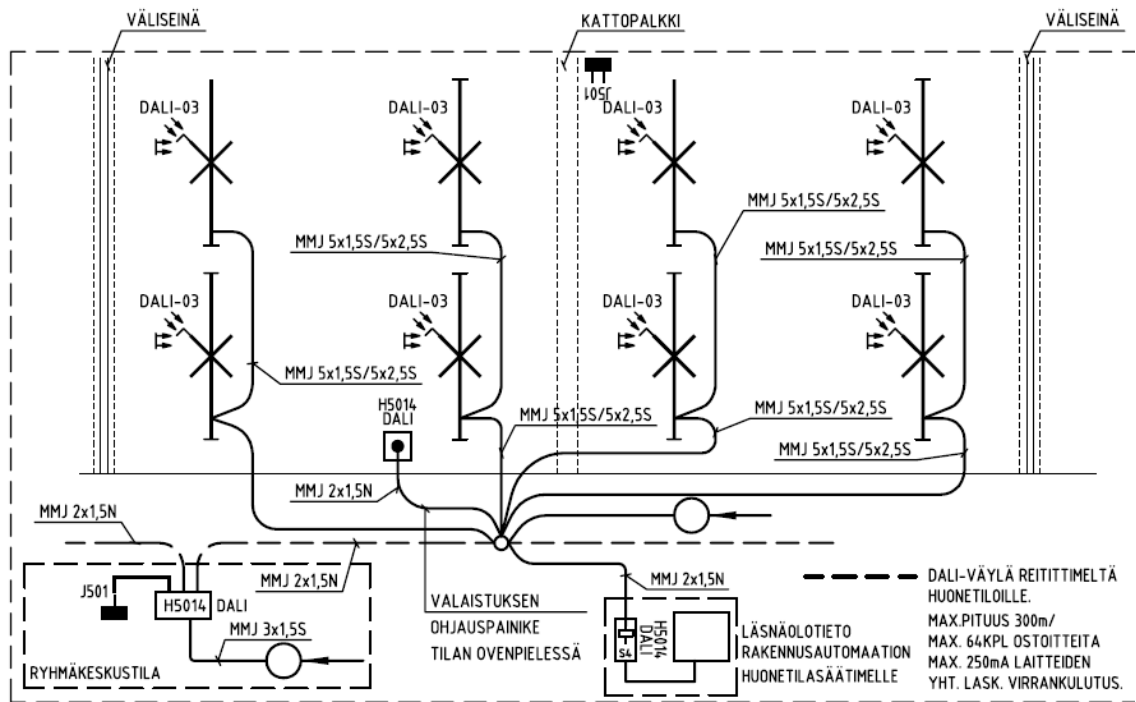 VÄLISEINÄ
KATTOPALKKI
VÄLISEINÄ
J501
DALI-03
DALI-03
DALI-03
DALI-03
MMJ 5x1,5S/5x2,5S
MMJ 5x1,5S/5x2,5S
MMJ 5x1,5S/5x2,5S
DALI-03
DALI-03
DALI-03
DALI-03
MMJ 5x1,5S/5x2,5S
H5014
DALI
MMJ 5x1,5S/5x2,5S
MMJ 5x1,5S/5x2,5S
MMJ 5x1,5S/5x2,5S
MMJ 2x1,5N
MMJ 2x1,5N
MMJ 2x1,5N
MMJ 2x1,5N
J501
H5014
DALI
MMJ 3x1,5S
RYHMÄKESKUSTILA
VALAISTUKSEN
OHJAUSPAINIKE
TILAN OVENPIELESSÄ
H5014
DALI
S4
LÄSNÄOLOTIETO
RAKENNUSAUTOMAATION
HUONETILASÄÄTIMELLE
DALI-VÄYLÄ REITITTIMELTÄ
HUONETILOILLE.
MAX.PITUUS 300m/
MAX. 64KPL OSTOITTEITA
MAX. 250mA LAITTEIDEN
YHT. LASK. VIRRANKULUTUS.